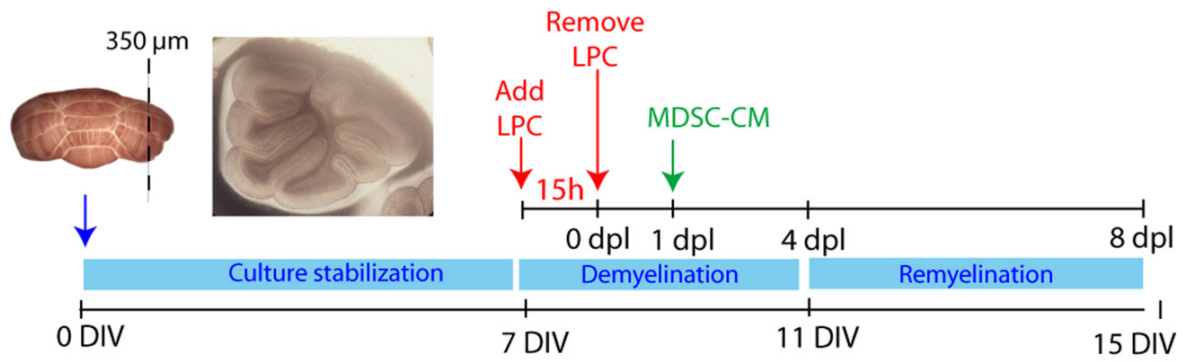 350 µm
Remove
LPC
Add
LPC
MDSC-CM
15h
0 dpl 1 dpl 4 dpl 8 dpl
Culture stabilization Demyelination Remyelination
0 DIV 7 DIV 11 DIV 15 DIV